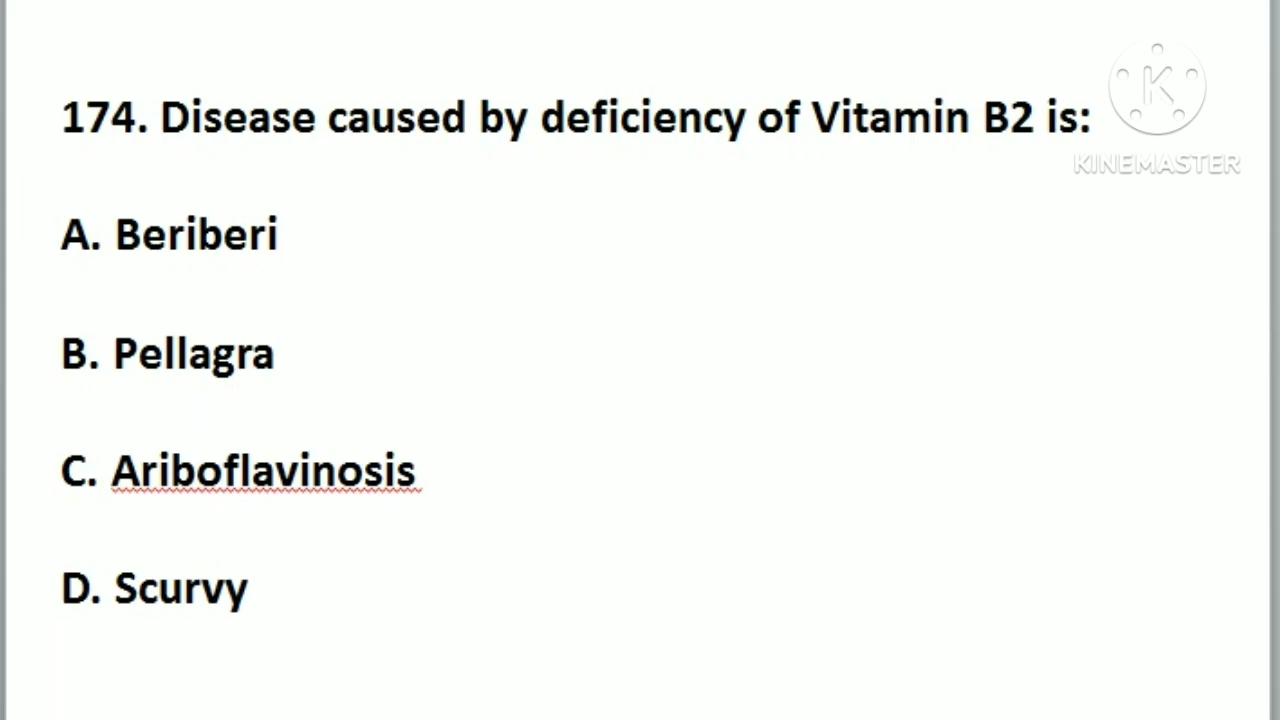 174. Disease caused by deficiency of Vitamin B2 is:
K
KINEMASTER
A. Beriberi
B. Pellagra
C. Ariboflavinosis
D. Scurvy